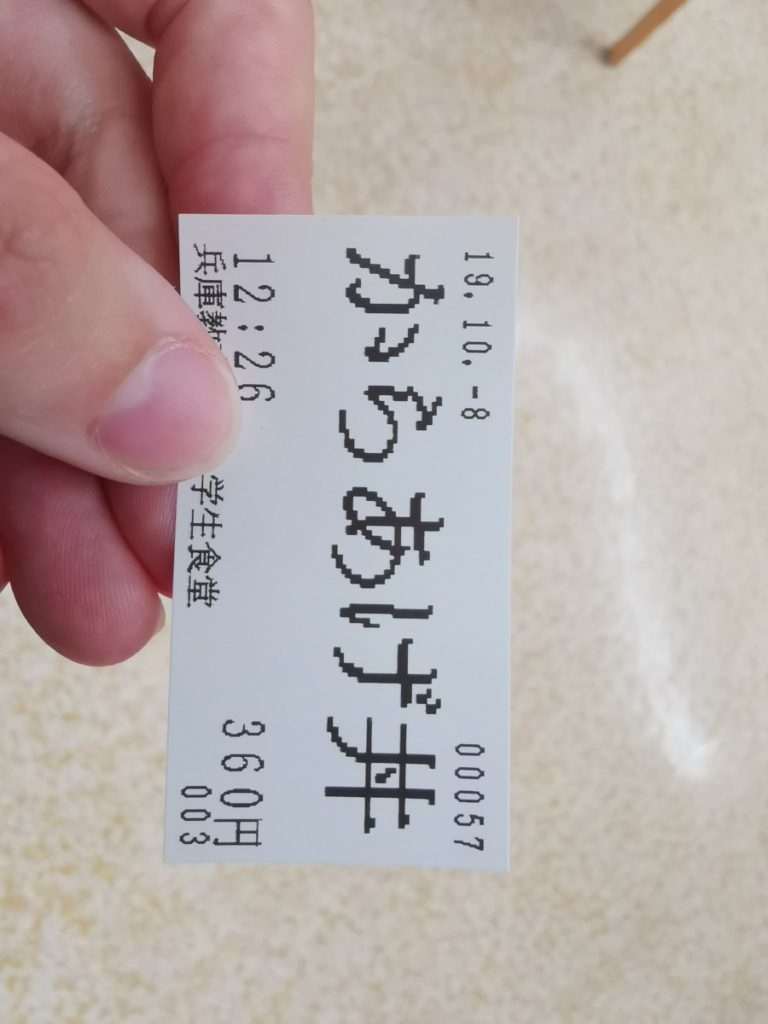 19.10.-8 00057
からあげ丼
12:26 360円
兵庫教 学生食堂 003